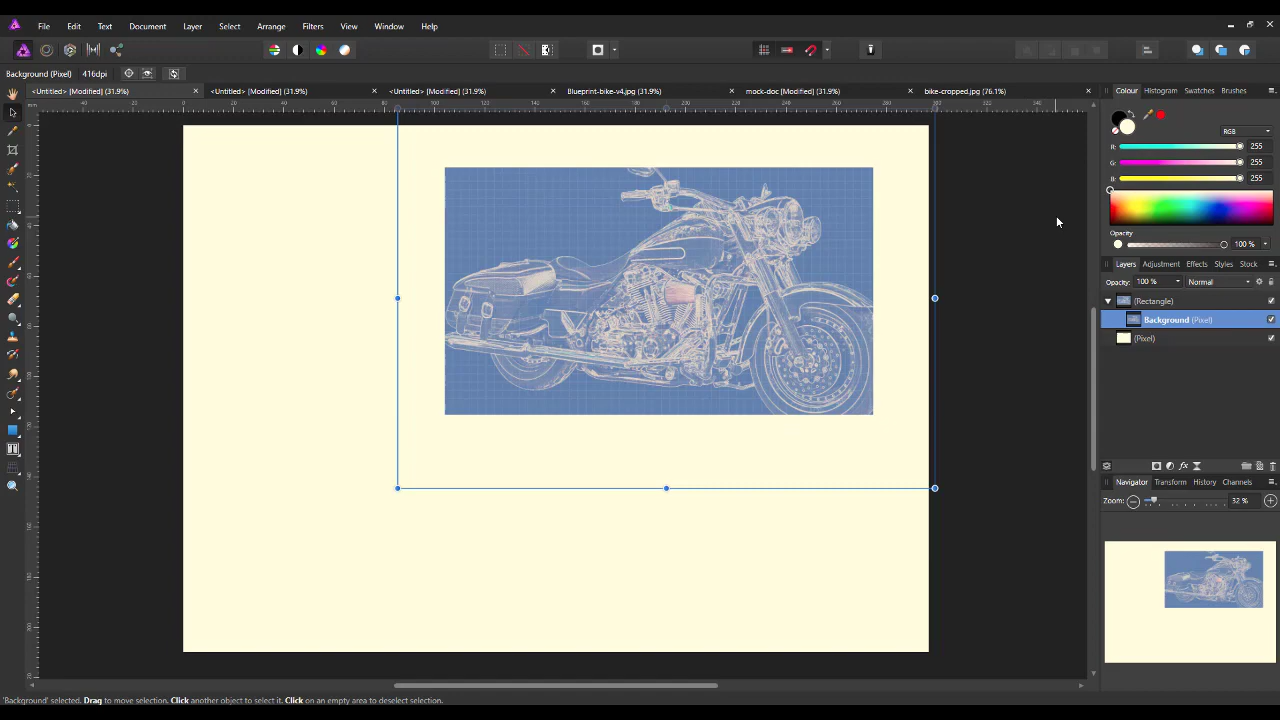 File Edit Text Document Layer Select Arrange Filters View Window Help
Background (Pixel) 416dpi
<Untitled> [Modified] (31.9%) <Untitled> [Modified] (31.9%) <Untitled> [Modified] (31.9%) Blueprint-bike-v4.jpg (31.9%) mock-doc [Modified] (31.9%) bike-cropped.jpg (76.1%)
Colour Histogram Swatches Brushes
RGB
R: 255
G: 255
B: 255
Opacity
100 %
Layers Adjustment Effects Styles Stock
Opacity: 100 % Normal
(Rectangle)
Background (Pixel)
(Pixel)
Navigator Transform History Channels
Zoom: 32 %
'Background' selected. Drag to move selection. Click another object to select it. Click on an empty area to deselect selection.